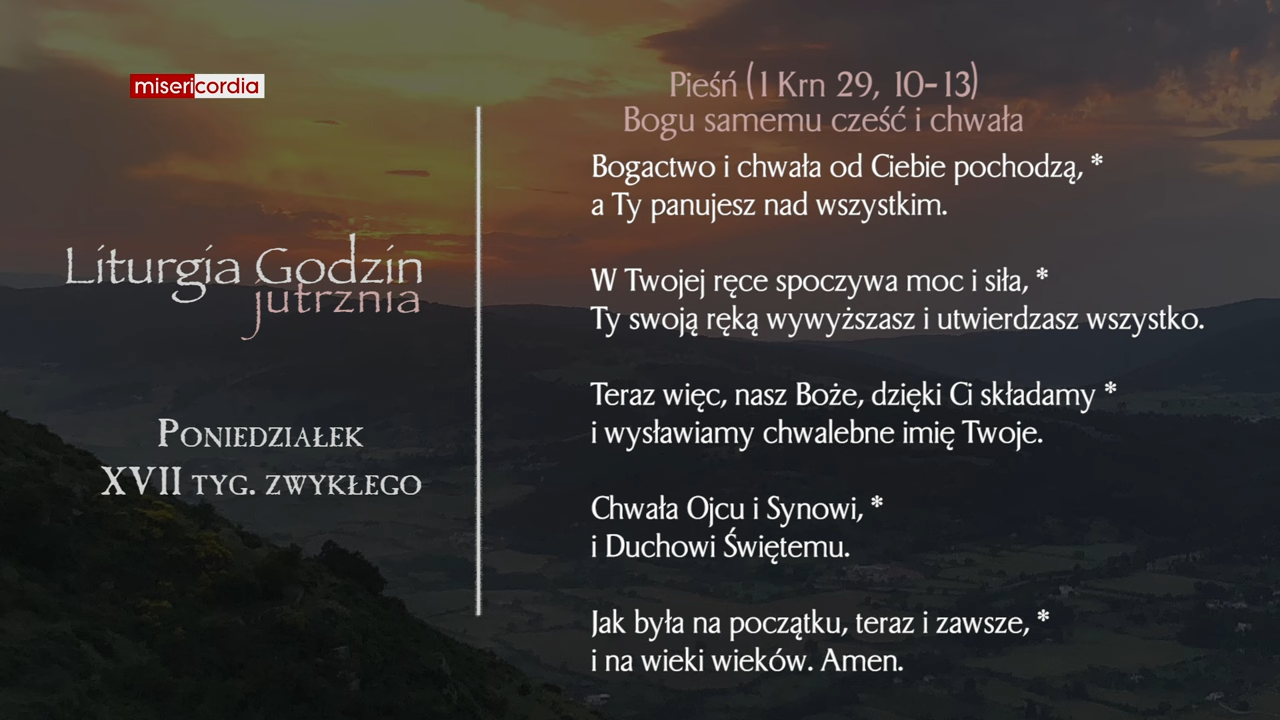 misericordia
Liturgia Godzin
jutrznia
Poniedziałek
XVII tyg. zwykłego
Pieśń (1 Krn 29, 10-13)
Bogu samemu cześć i chwała
Bogactwo i chwała od Ciebie pochodzą, *
a Ty panujesz nad wszystkim.
W Twojej ręce spoczywa moc i siła, *
Ty swoją ręką wywyższasz i utwierdzasz wszystko.
Teraz więc, nasz Boże, dzięki Ci składamy *
i wysławiamy chwalebne imię Twoje.
Chwała Ojcu i Synowi, *
i Duchowi Świętemu.
Jak była na początku, teraz i zawsze, *
i na wieki wieków. Amen.